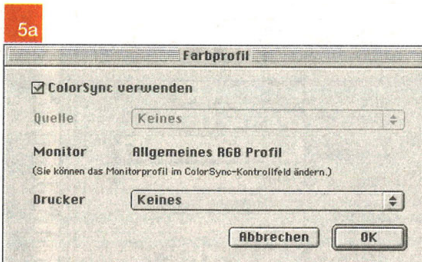 5a
Farbprofil
ColorSync verwenden
Quelle Keines
Monitor Allgemeines RGB Profil
(Sie können das Monitorprofil im ColorSync-Kontrollfeld ändern.)
Drucker Keines
Abbrechen OK